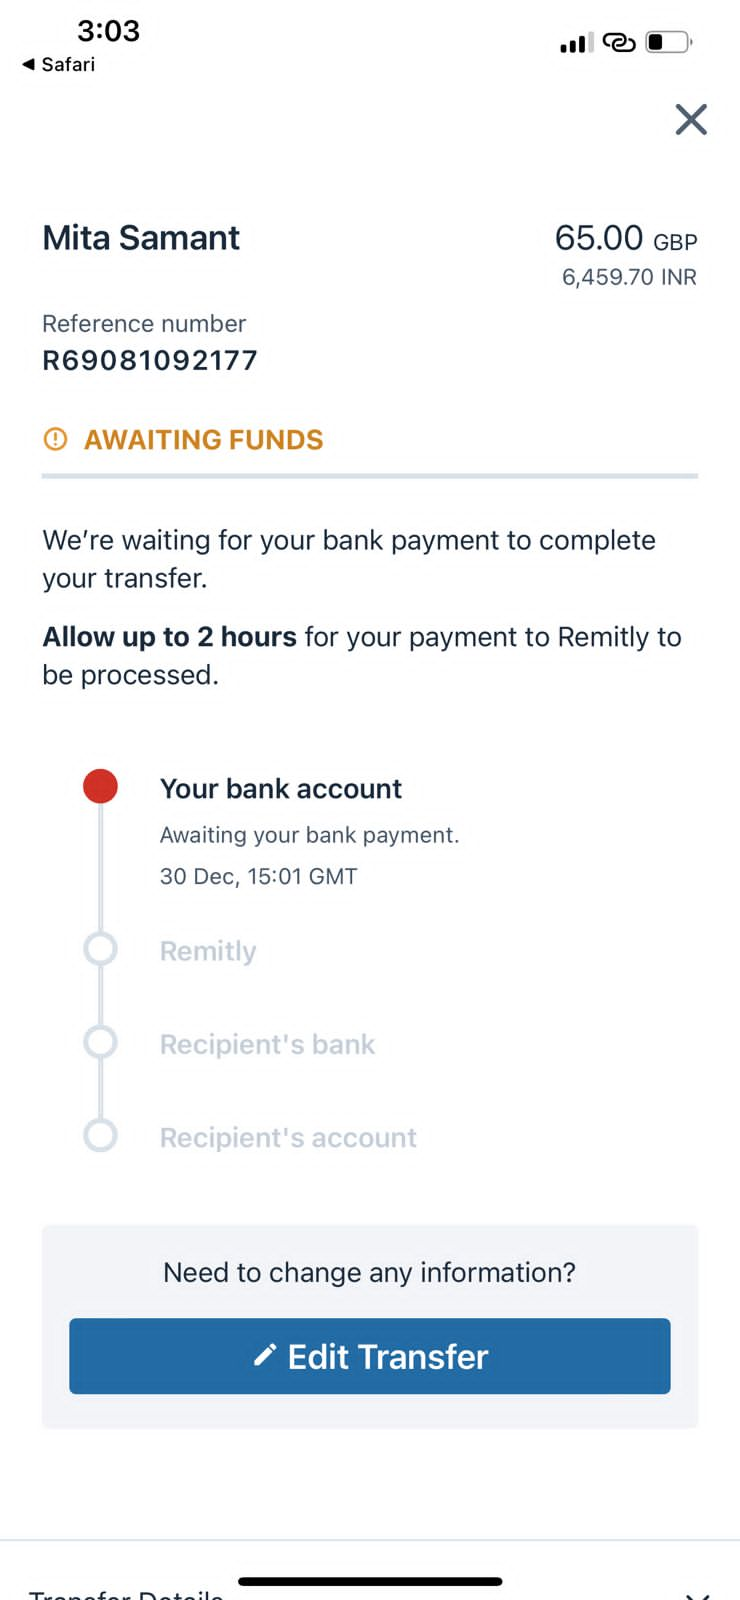 3:03
◀ Safari
Mita Samant
65.00 GBP
6,459.70 INR
Reference number
R69081092177
AWAITING FUNDS
We're waiting for your bank payment to complete
your transfer.
Allow up to 2 hours for your payment to Remitly to
be processed.
Your bank account
Awaiting your bank payment.
30 Dec, 15:01 GMT
Remitly
Recipient's bank
Recipient's account
Need to change any information?
Edit Transfer
Transfer Details